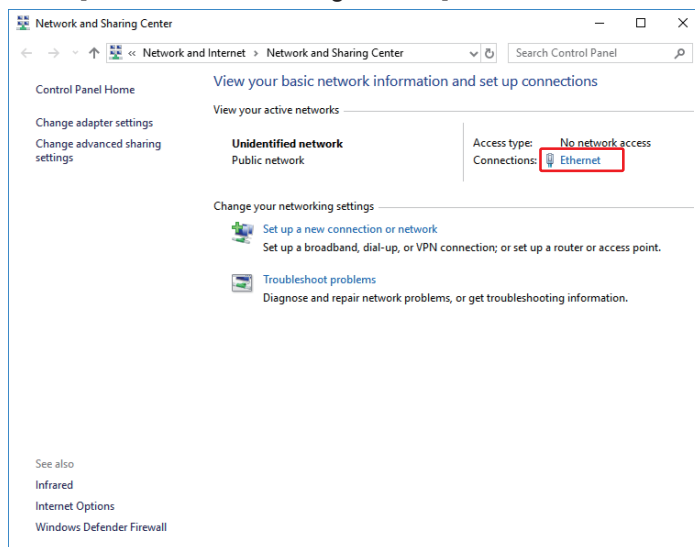 Network and Sharing Center
« Network and Internet > Network and Sharing Center
Search Control Panel
Control Panel Home
Change adapter settings
Change advanced sharing
settings
View your basic network information and set up connections
View your active networks
Unidentified network
Public network
Access type: No network access
Connections: Ethernet
Change your networking settings
Set up a new connection or network
Set up a broadband, dial-up, or VPN connection; or set up a router or access point.
Troubleshoot problems
Diagnose and repair network problems, or get troubleshooting information.
See also
Infrared
Internet Options
Windows Defender Firewall